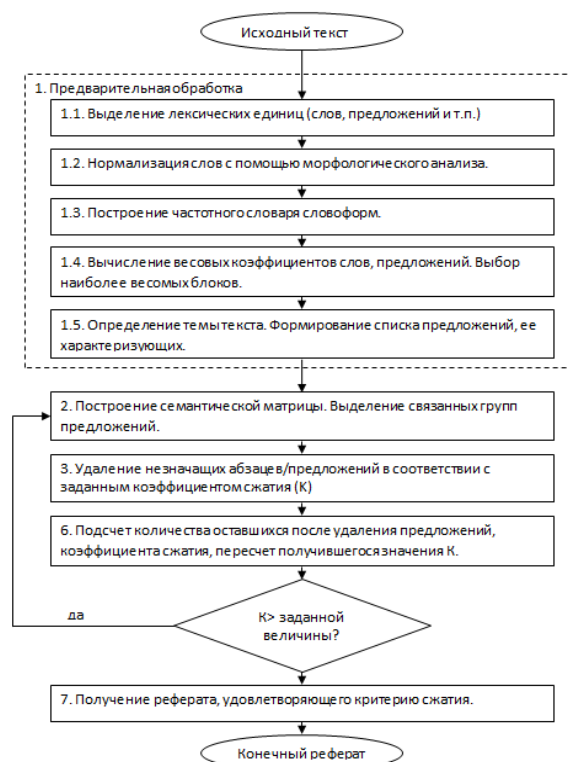 Исходный текст
1. Предварительная обработка
1.1. Выделение лексических единиц (слов, предложений и т.п.)
1.2. Нормализация слов с помощью морфологического анализа.
1.3. Построение частотного словаря словоформ.
1.4. Вычисление весовых коэффициентов слов, предложений. Выбор
наиболее весомых блоков.
1.5. Определение темы текста. Формирование списка предложений, ее
характеризующих.
2. Построение семантической матрицы. Выделение связанных групп
предложений.
3. Удаление незначащих абзацев/предложений в соответствии с
заданным коэффициентом сжатия (K)
6. Подсчет количества оставшихся после удаления предложений,
коэффициента сжатия, пересчет получившегося значения К.
да
К> заданной
величины?
7. Получение реферата, удовлетворяющего критерию сжатия.
Конечный реферат